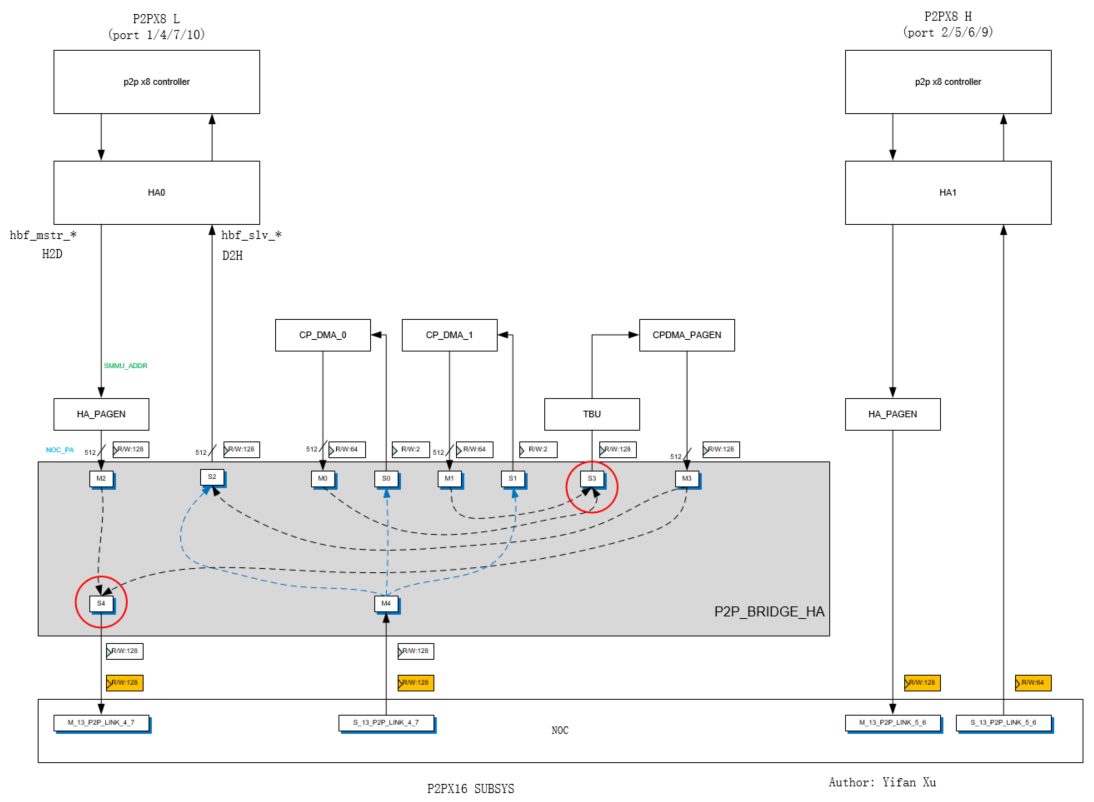 P2PX8 L
(port 1/4/7/10)
P2PX8 H
(port 2/5/6/9)
p2p x8 controller
p2p x8 controller
HA0
HA1
hbf_mstr_*
H2D
hbf_slv_*
D2H
CP_DMA_0
CP_DMA_1
CPDMA_PAGEN
SMMU_ADDR
HA_PAGEN
TBU
HA_PAGEN
NOC_PA
512
R/W:128
R/W:128
512
R/W:64
R/W:2
512
R/W:64
R/W:2
R/W:128
512
R/W:128
512
M2
S2
M0
S0
M1
S1
S3
M3
S4
M4
P2P_BRIDGE_HA
R/W:128
R/W:128
R/W:128
R/W:128
R/W:128
R/W:64
M_13_P2P_LINK_4_7
S_13_P2P_LINK_4_7
M_13_P2P_LINK_5_6
S_13_P2P_LINK_5_6
NOC
P2PX16 SUBSYS
Author: Yifan Xu